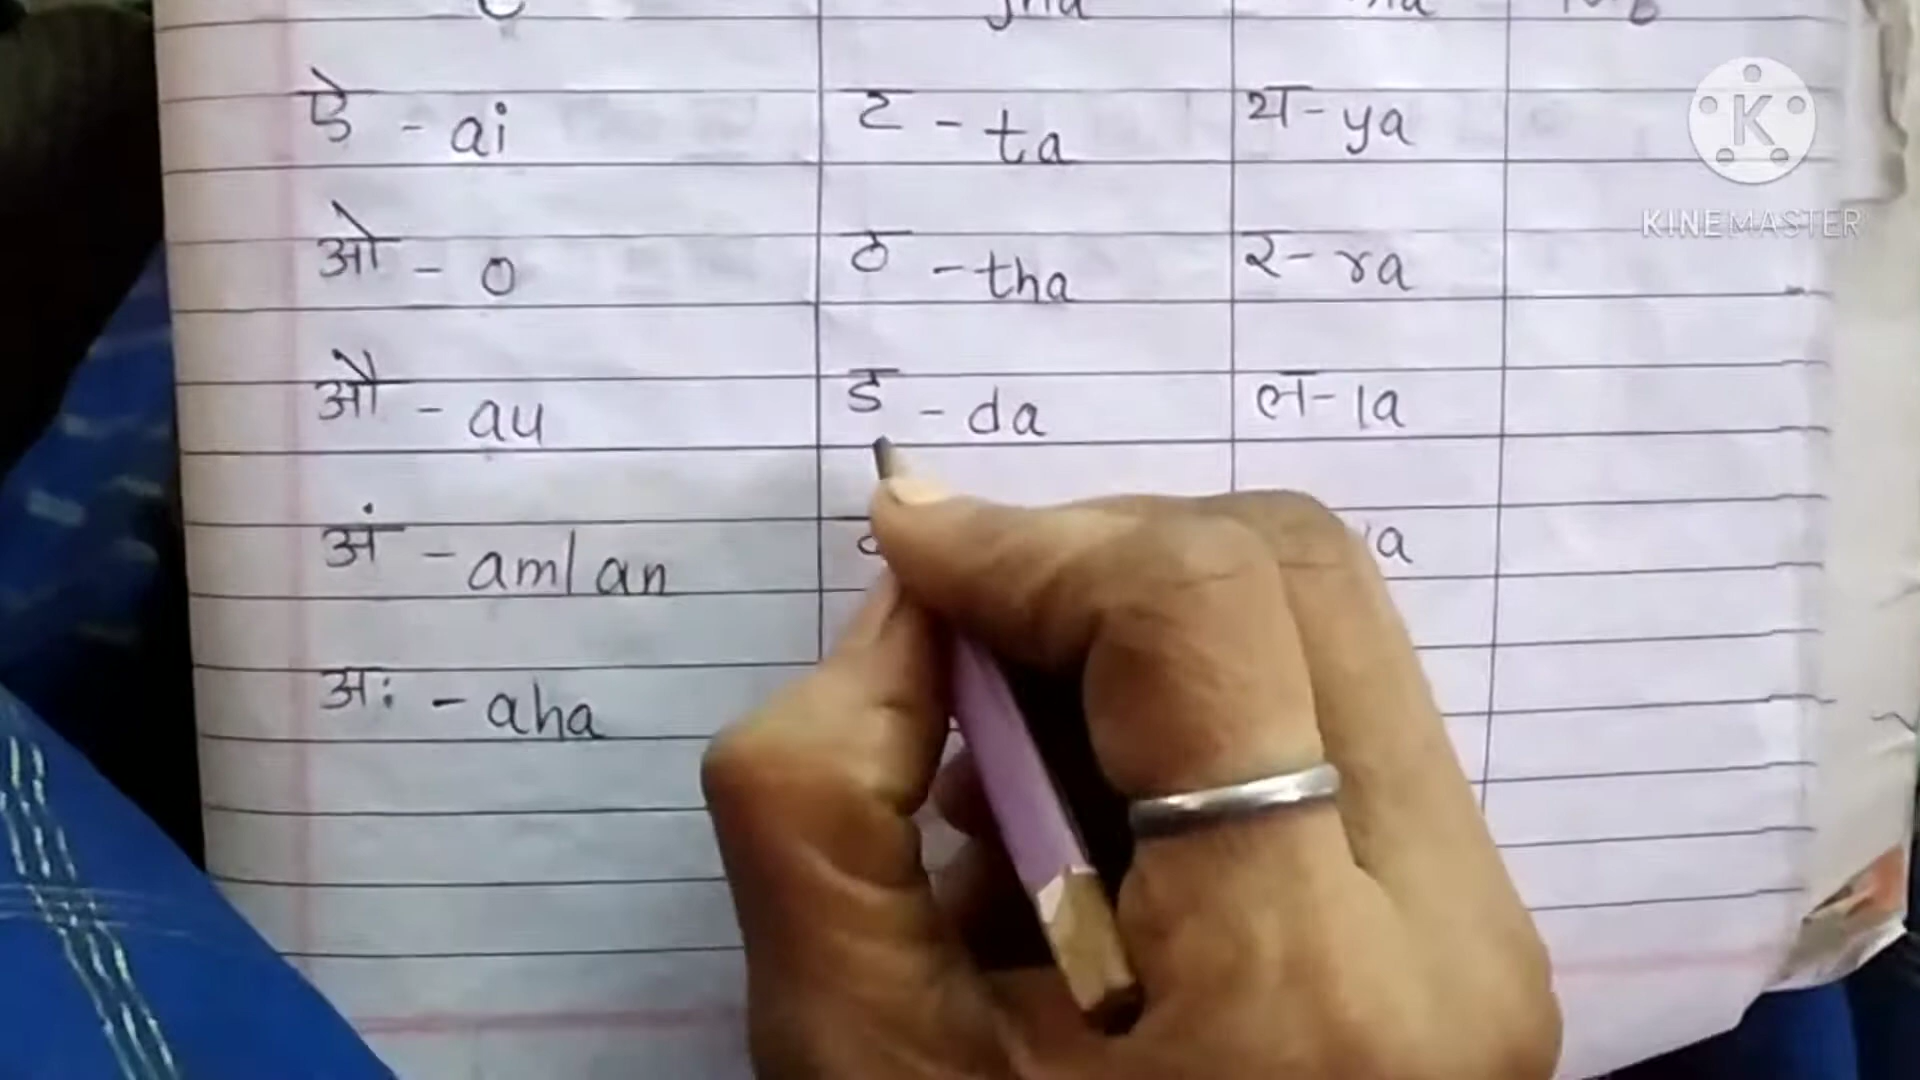 ऐ - ai ट - ta य - ya
ओ - o ठ - tha र - ra
औ - au ड - da ल - la
अं - am/an
अः - aha
KINEMASTER